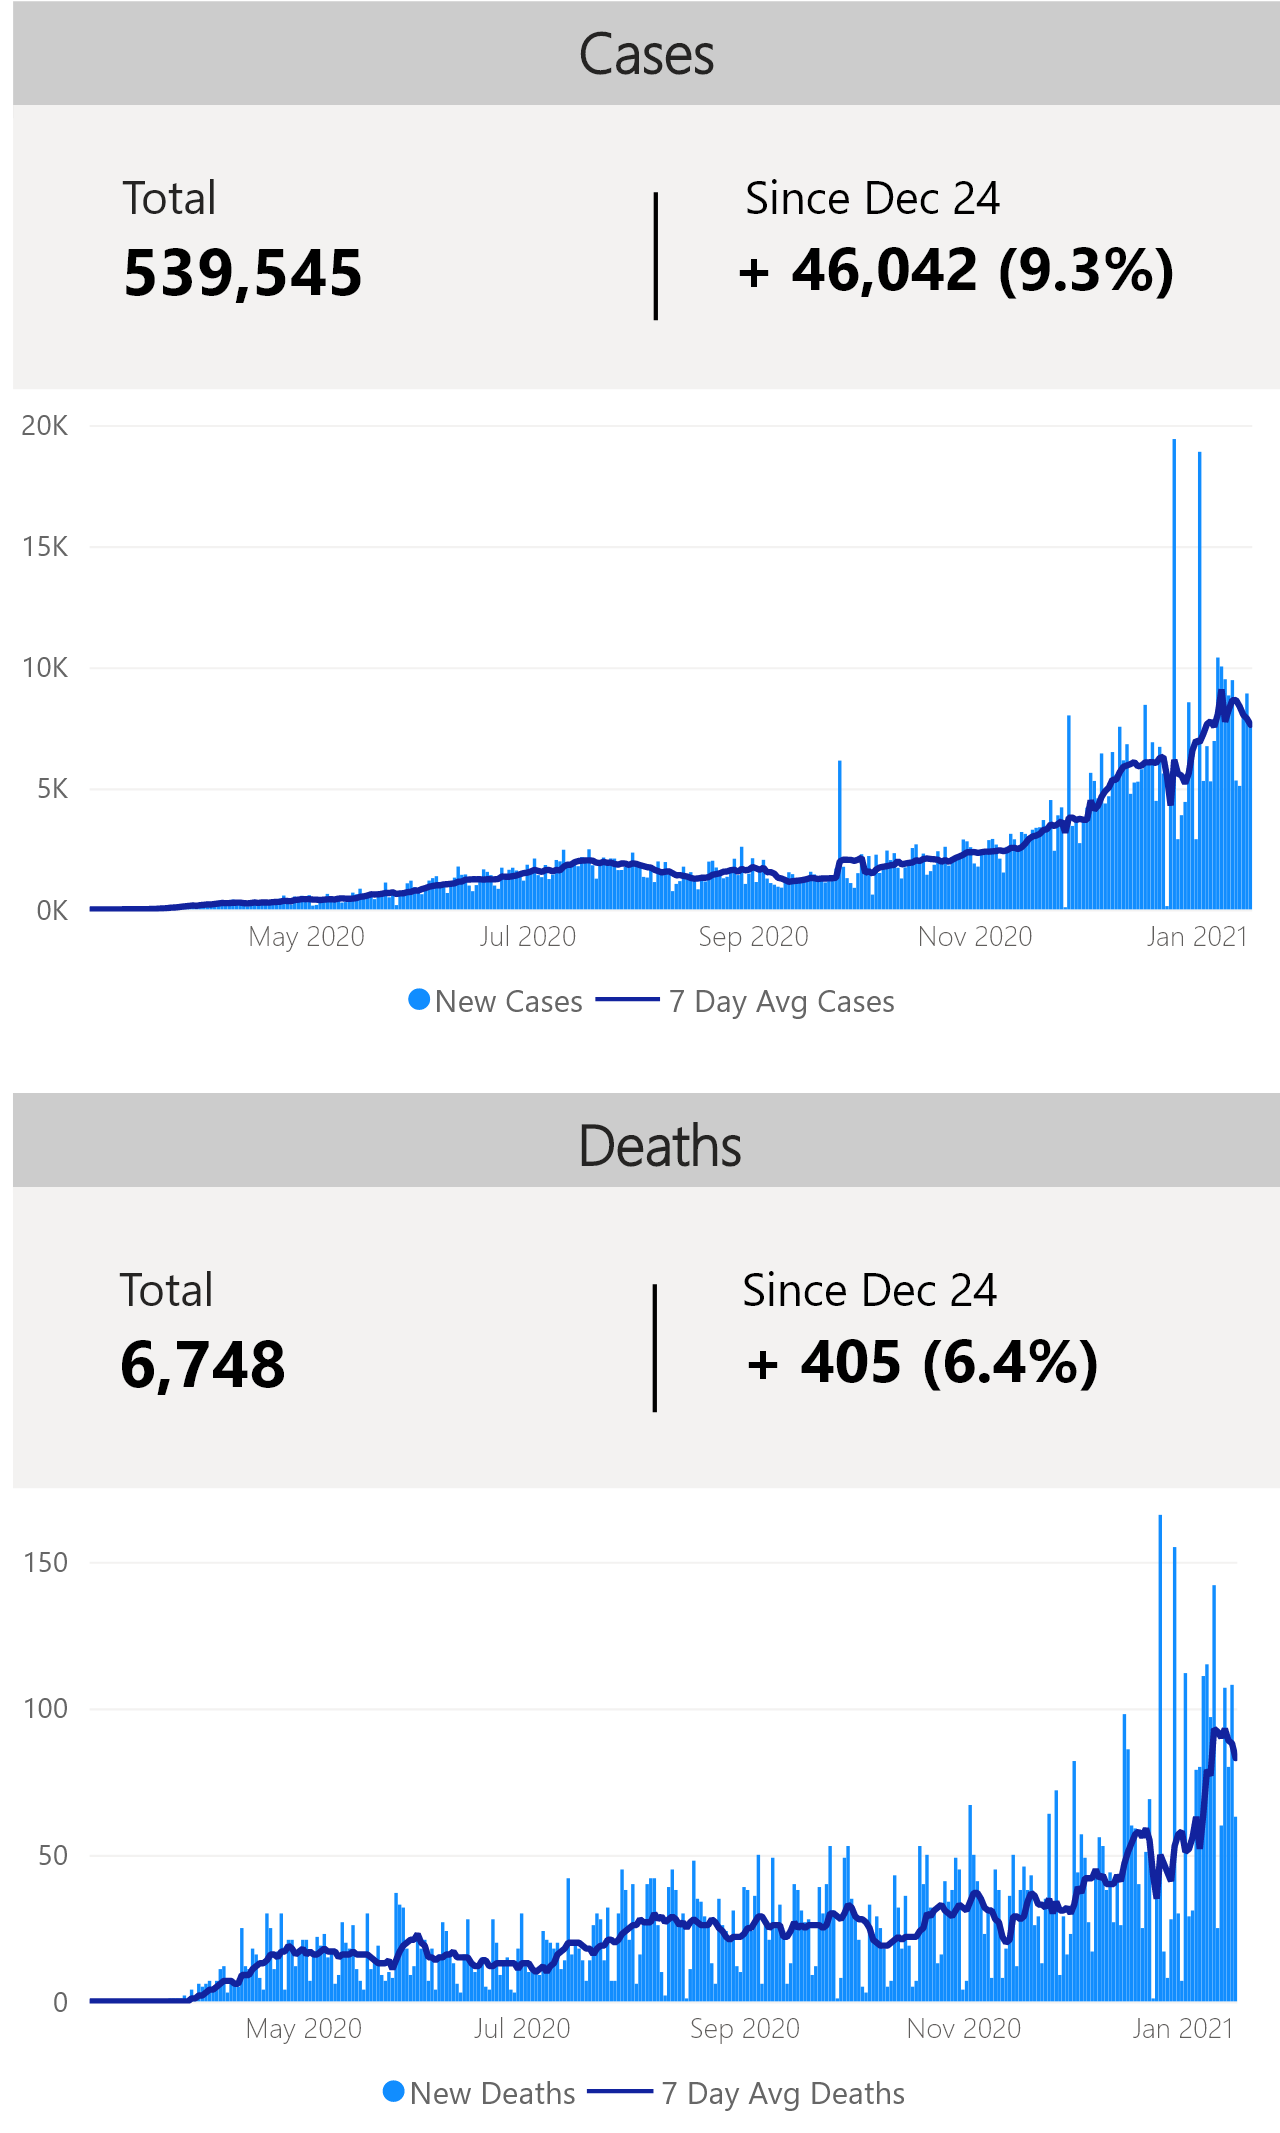 Cases
Total
Since Dec 24
539,545
+ 46,042 (9.3%)
20K
15K
10K
5K
0K
May 2020
Jul 2020
Sep 2020
Nov 2020
Jan 2021
New Cases
7 Day Avg Cases
Deaths
Total
Since Dec 24
6,748
+ 405 (6.4%)
150
100
50
0
May 2020
Jul 2020
Sep 2020
Nov 2020
Jan 2021
New Deaths
7 Day Avg Deaths